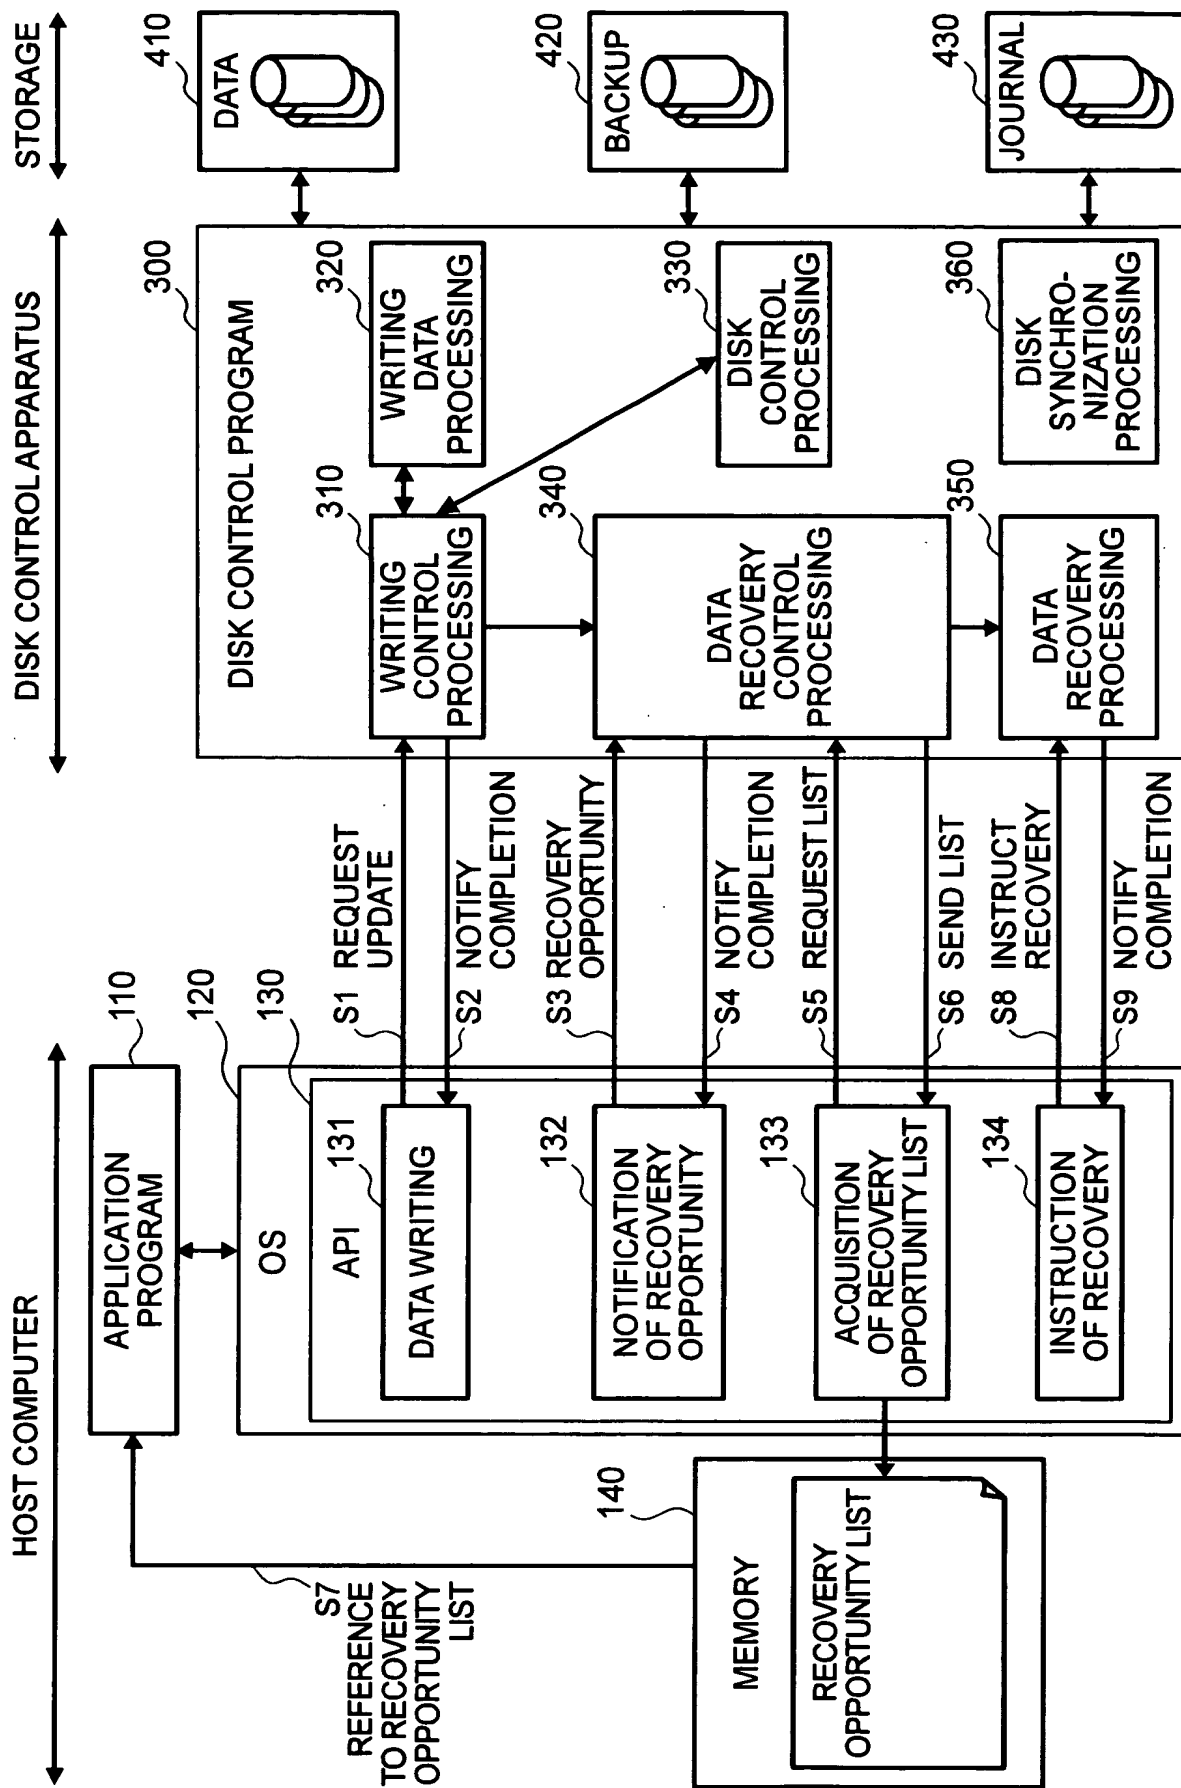 HOST COMPUTER
DISK CONTROL APPARATUS
STORAGE
110
APPLICATION
PROGRAM
120
OS
130
API
131
DATA WRITING
132
NOTIFICATION
OF RECOVERY
OPPORTUNITY
133
ACQUISITION
OF RECOVERY
OPPORTUNITY LIST
134
INSTRUCTION
OF RECOVERY
S7
REFERENCE
TO RECOVERY
OPPORTUNITY
LIST
140
MEMORY
RECOVERY
OPPORTUNITY LIST
S1 REQUEST
UPDATE
S2 NOTIFY
COMPLETION
S3 RECOVERY
OPPORTUNITY
S4 NOTIFY
COMPLETION
S5 REQUEST LIST
S6 SEND LIST
S8 INSTRUCT
RECOVERY
S9 NOTIFY
COMPLETION
300
DISK CONTROL PROGRAM
310
WRITING
CONTROL
PROCESSING
320
WRITING
DATA
PROCESSING
330
DISK
CONTROL
PROCESSING
340
DATA
RECOVERY
CONTROL
PROCESSING
350
DATA
RECOVERY
PROCESSING
360
DISK
SYNCHRO-
NIZATION
PROCESSING
410
DATA
420
BACKUP
430
JOURNAL